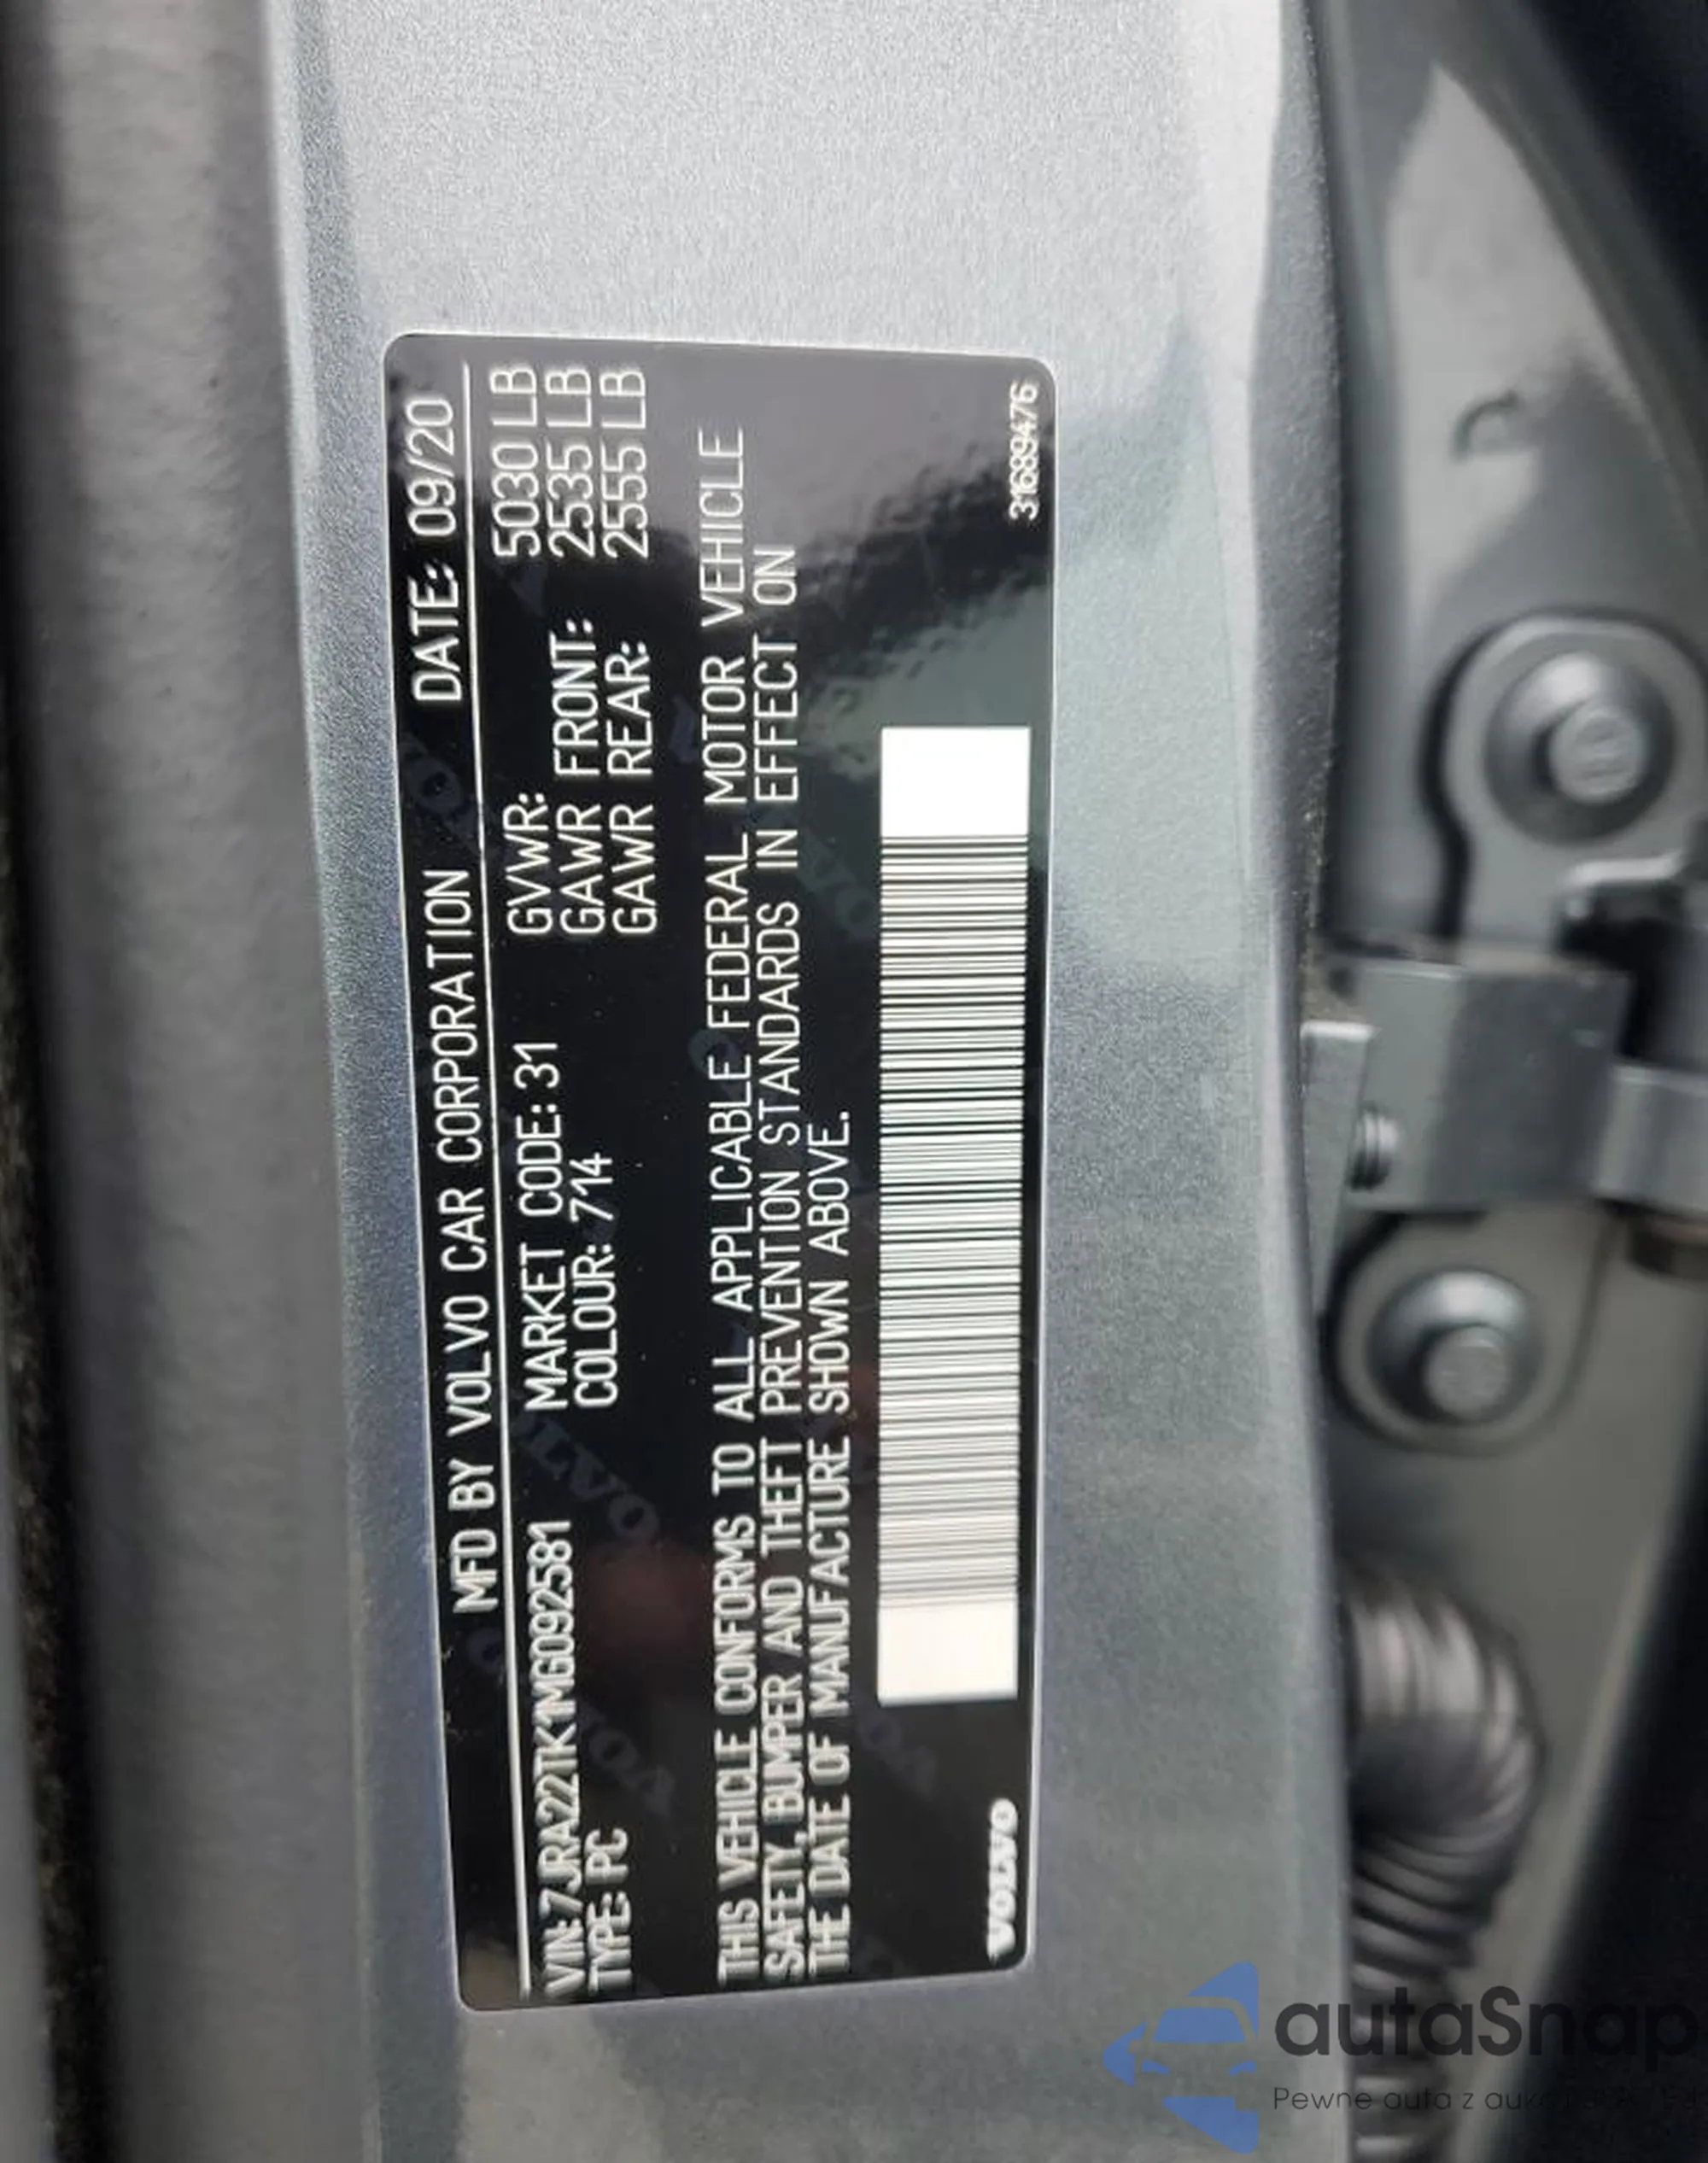 MFD BY VOLVO CAR CORPORATION DATE: 09/20
VIN: 7JRA22TK1MG092581 MARKET CODE: 31 GVWR: 5030 LB
TYPE: PC COLOUR: 714 GAWR FRONT: 2535 LB
GAWR REAR: 2555 LB
THIS VEHICLE CONFORMS TO ALL APPLICABLE FEDERAL MOTOR VEHICLE
SAFETY, BUMPER AND THEFT PREVENTION STANDARDS IN EFFECT ON
THE DATE OF MANUFACTURE SHOWN ABOVE.
VOLVO 31689476
autaSnap
Pewne auta z